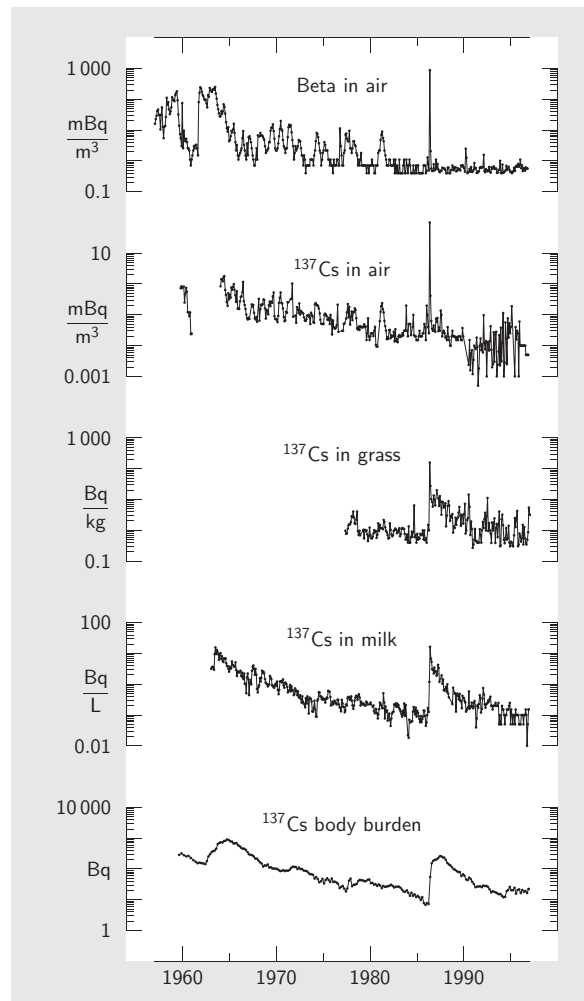 Beta in air
1 000
mBq
m³
0.1
¹³⁷Cs in air
10
mBq
m³
0.001
¹³⁷Cs in grass
1 000
Bq
kg
0.1
¹³⁷Cs in milk
100
Bq
L
0.01
¹³⁷Cs body burden
10 000
Bq
1
1960 1970 1980 1990